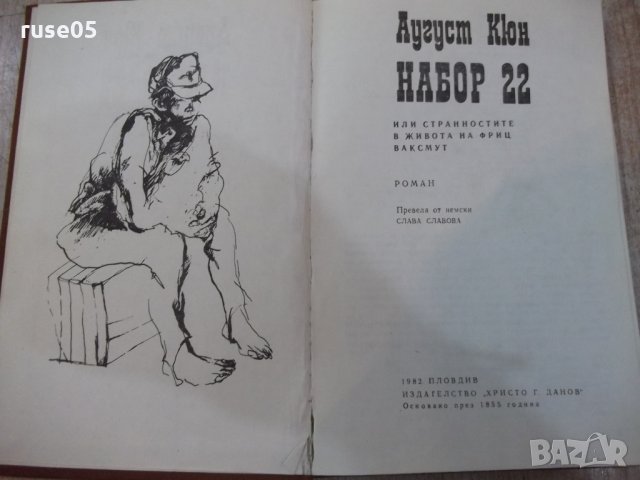 ruse05
Аугуст Кюн
НАБОР 22
ИЛИ СТРАННОСТИТЕ
В ЖИВОТА НА ФРИЦ
ВАКСМУТ
РОМАН
Превела от немски
СЛАВА СЛАВОВА
1982 ПЛОВДИВ
ИЗДАТЕЛСТВО „ХРИСТО Г. ДАНОВ“
Основано през 1855 година
BAZAR
bg